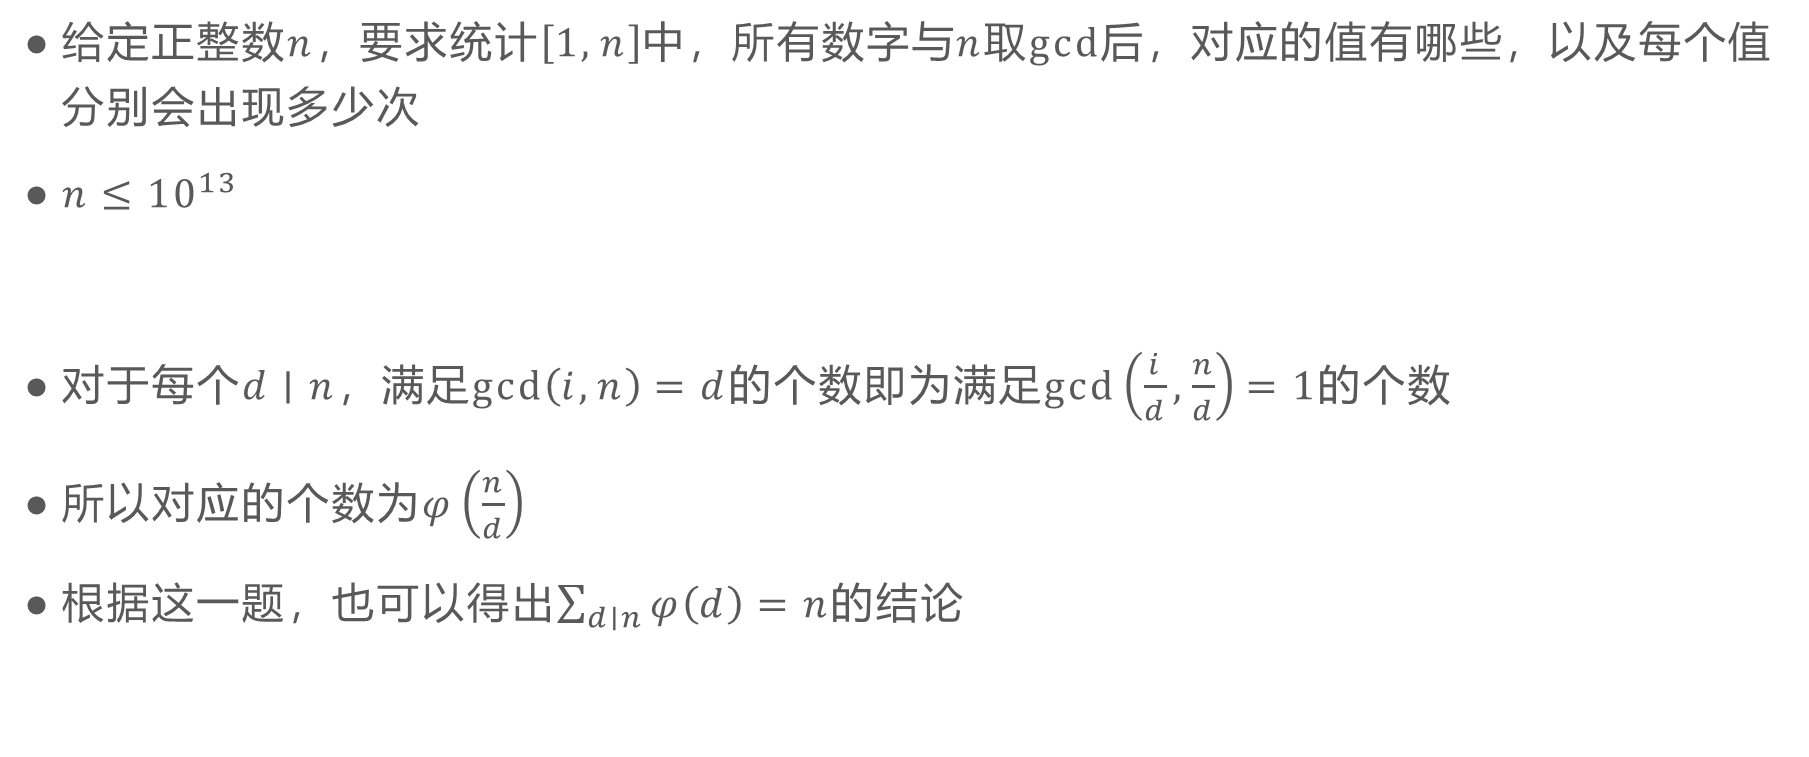 ● 给定正整数n，要求统计[1, n]中，所有数字与n取gcd后，对应的值有哪些，以及每个值
分别会出现多少次
● n ≤ 10¹³
● 对于每个d ∣ n，满足gcd(i, n) = d的个数即为满足gcd(i/d, n/d) = 1的个数
● 所以对应的个数为φ(n/d)
● 根据这一题，也可以得出∑_{d∣n} φ(d) = n的结论